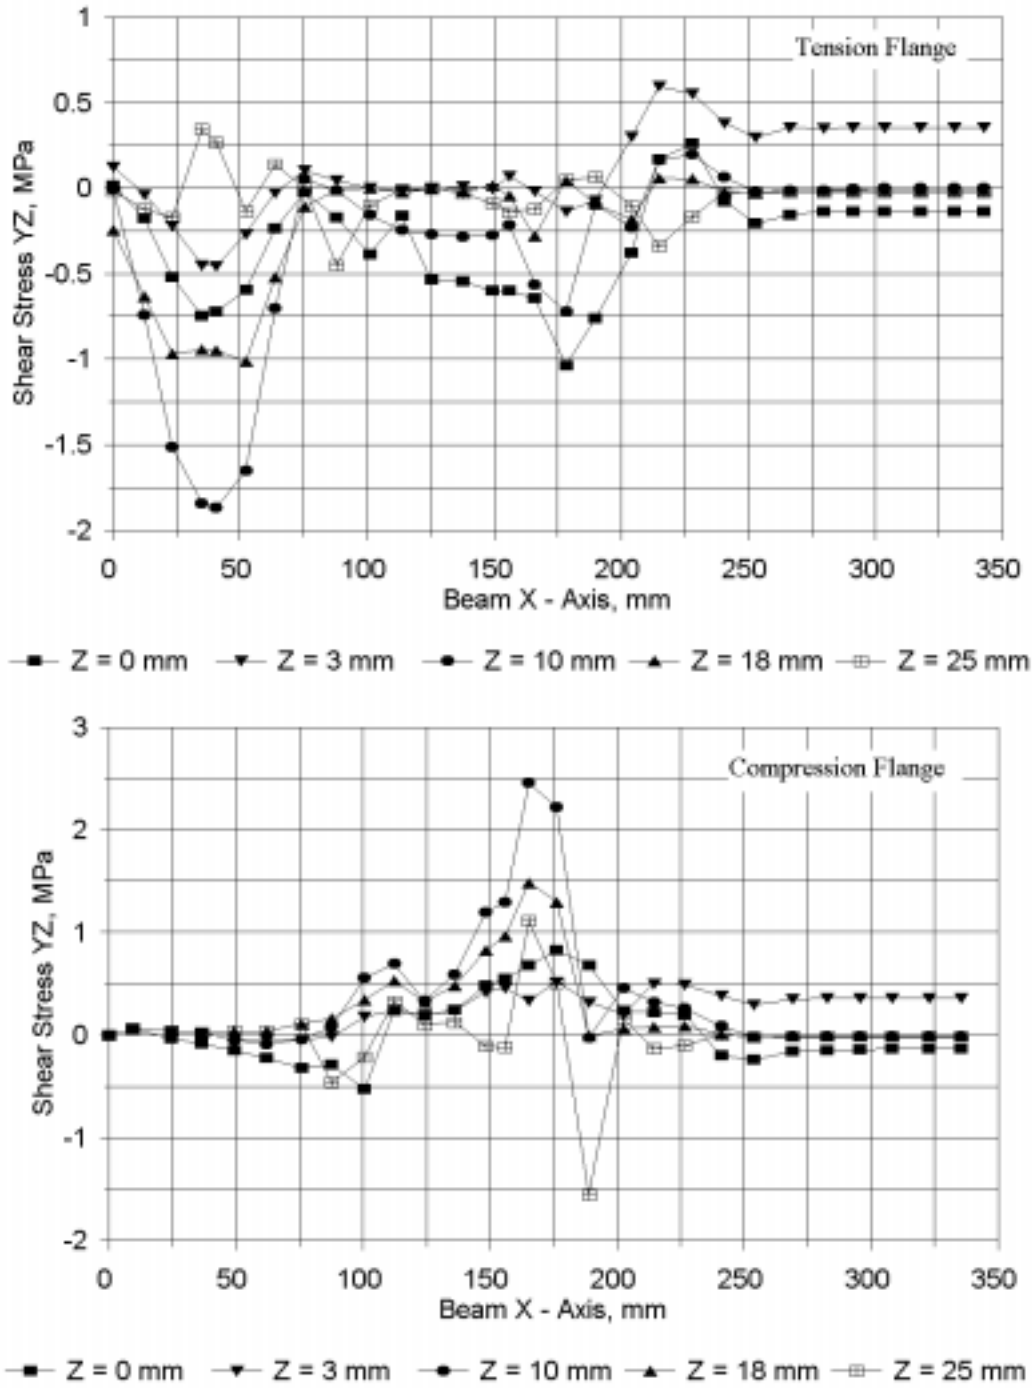 1
Tension Flange
0.5
0
-0.5
-1
-1.5
-2
Shear Stress YZ, MPa
0 50 100 150 200 250 300 350
Beam X - Axis, mm
Z = 0 mm Z = 3 mm Z = 10 mm Z = 18 mm Z = 25 mm
3
Compression Flange
2
1
0
-1
-2
Shear Stress YZ, MPa
0 50 100 150 200 250 300 350
Beam X - Axis, mm
Z = 0 mm Z = 3 mm Z = 10 mm Z = 18 mm Z = 25 mm